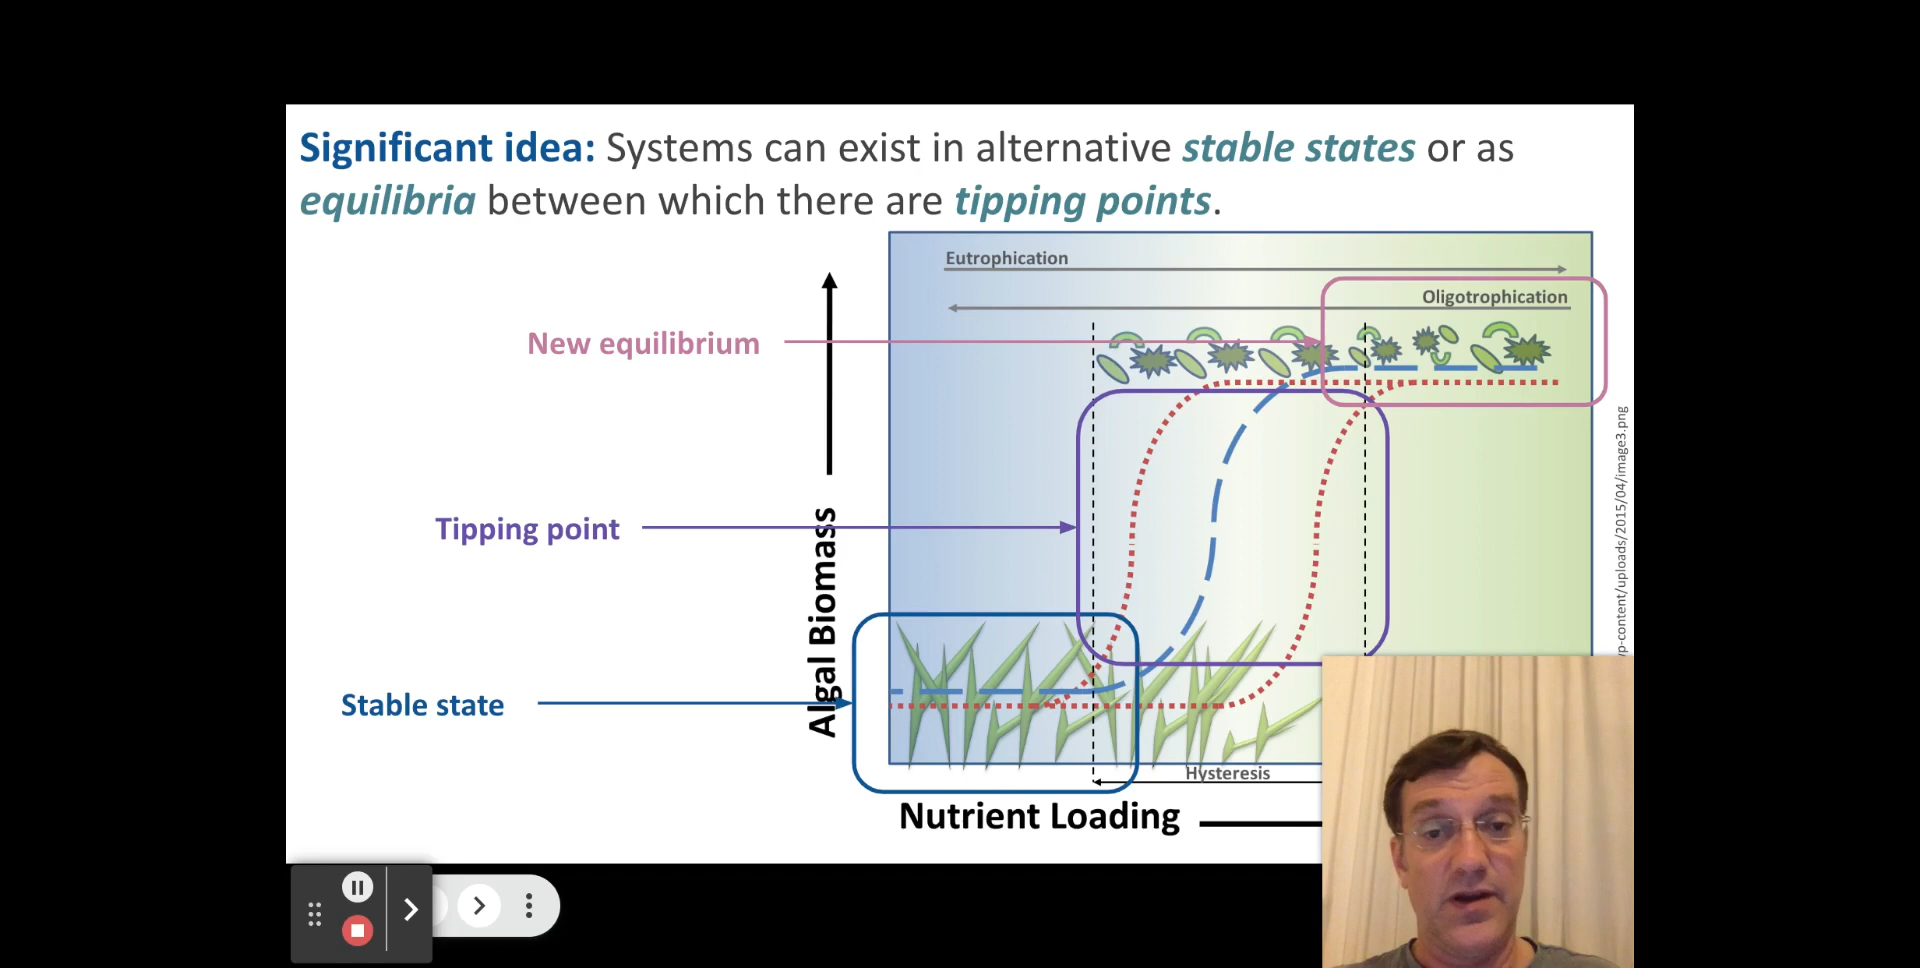 Significant idea: Systems can exist in alternative stable states or as
equilibria between which there are tipping points.
Eutrophication
Oligotrophication
New equilibrium
Tipping point
Stable state
Algal Biomass
Hysteresis
Nutrient Loading
wp-content/uploads/2015/04/image3.png